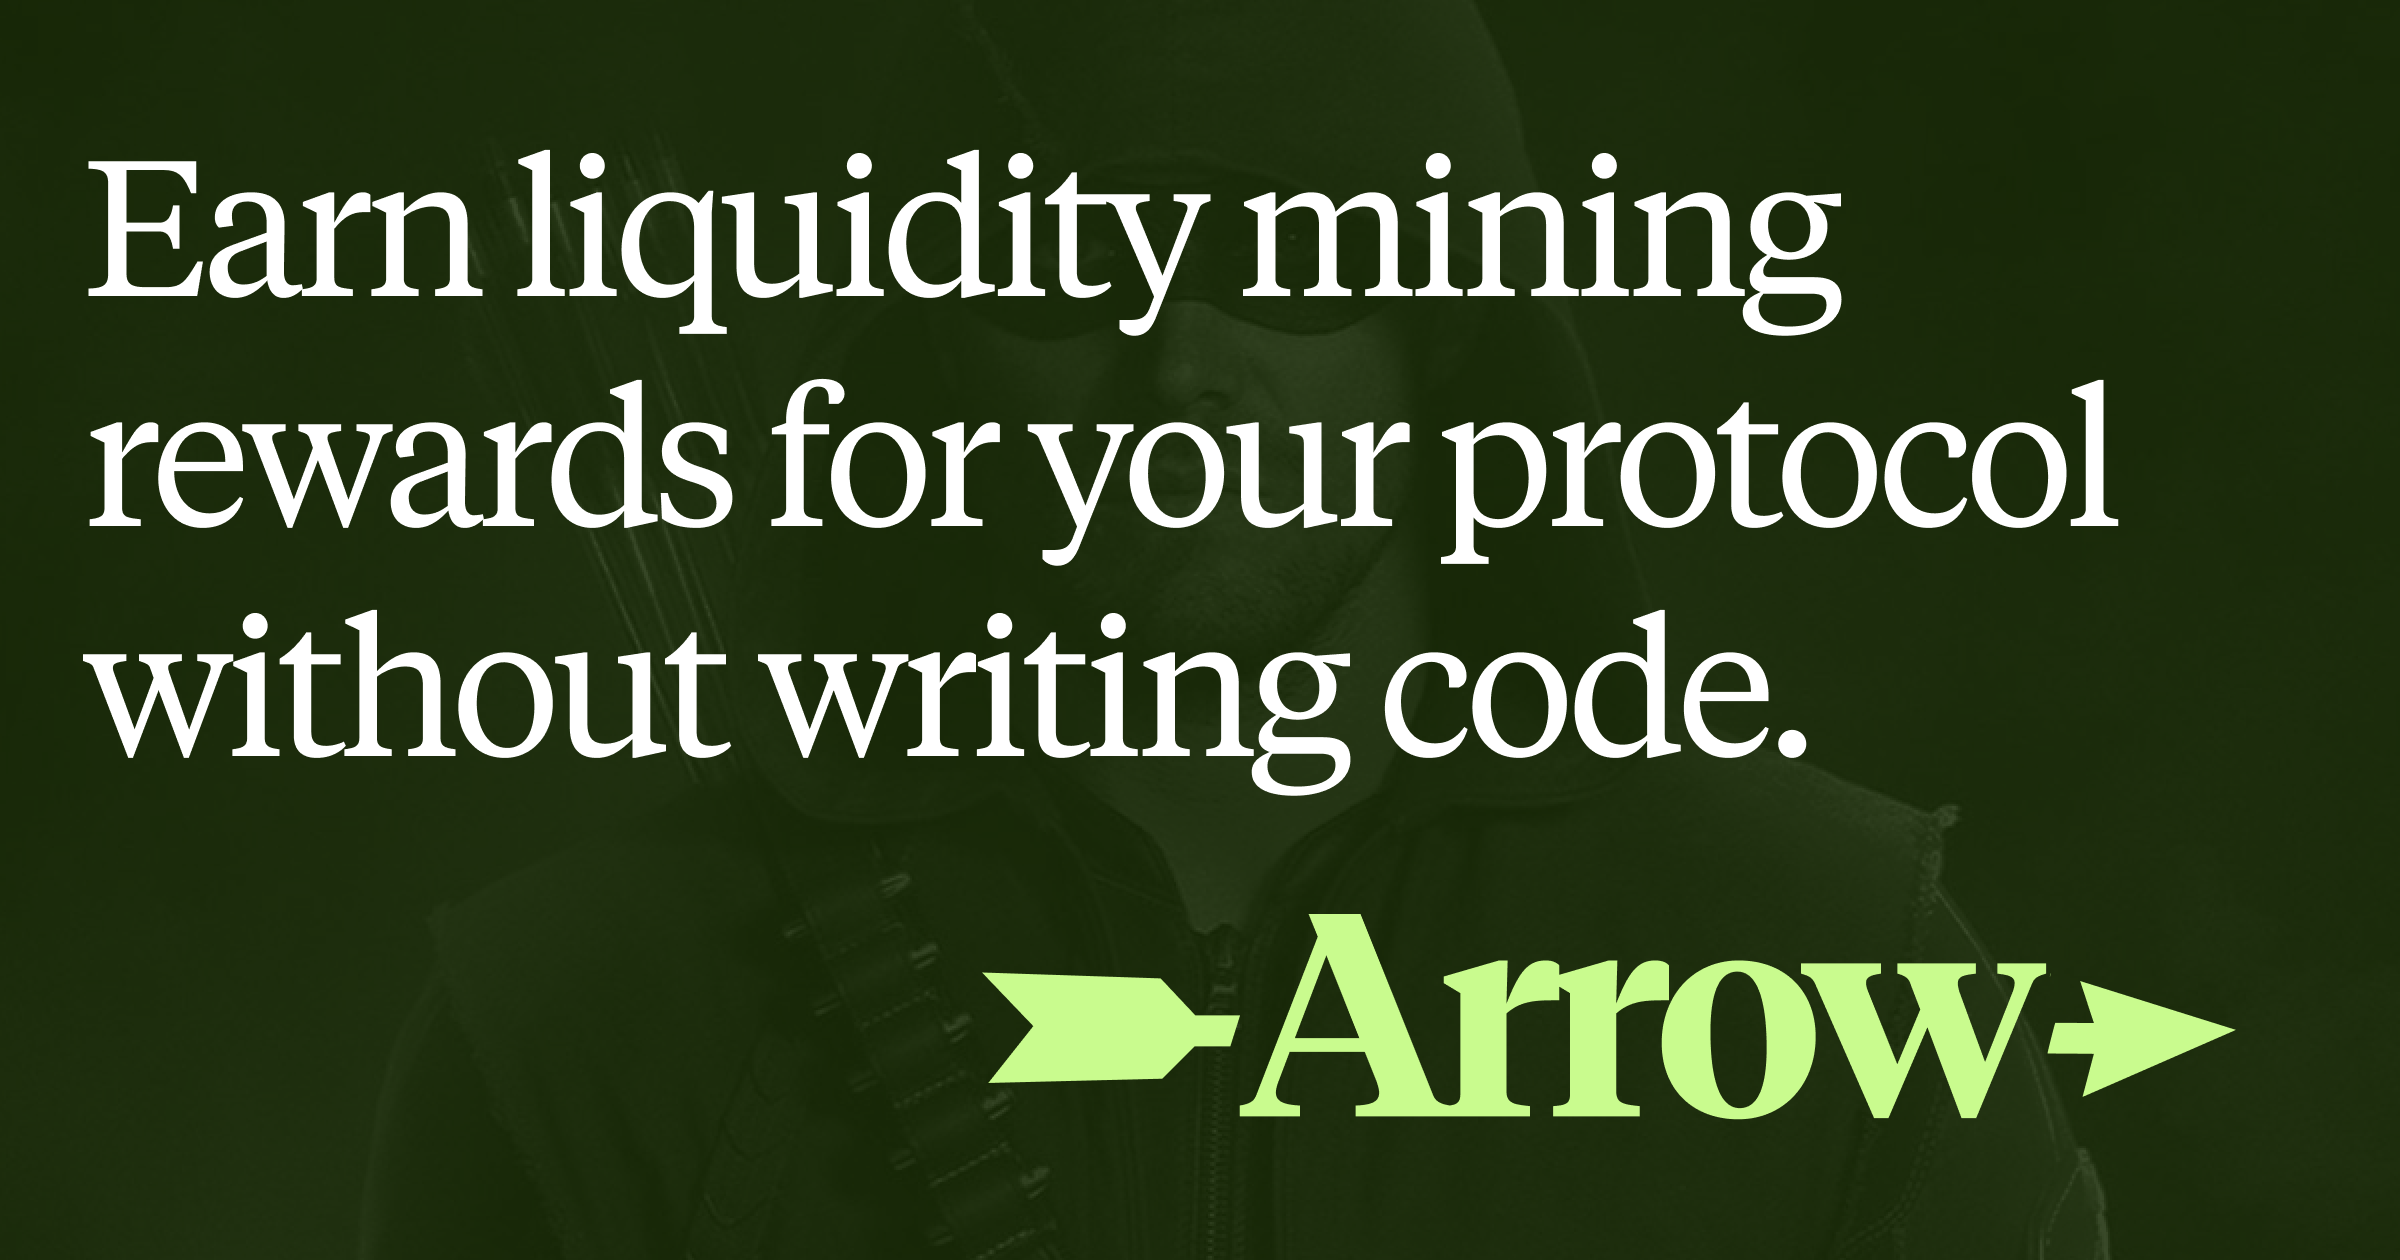 Earn liquidity mining
rewards for your protocol
without writing code.
Arrow